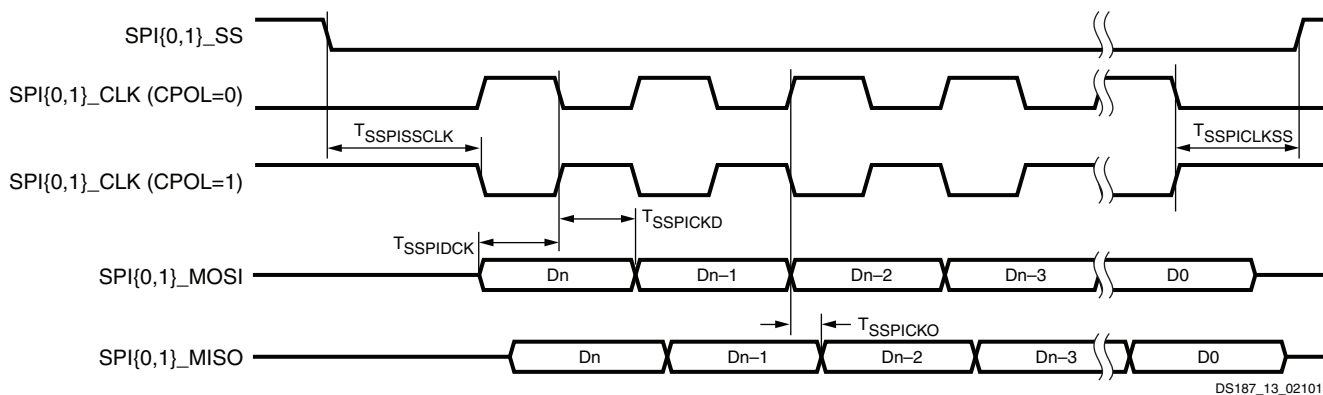 SPI{0,1}_SS
SPI{0,1}_CLK (CPOL=0)
TSSPISSCLK
TSSPICLKSS
SPI{0,1}_CLK (CPOL=1)
TSSPICKD
TSSPIDCK
SPI{0,1}_MOSI
Dn Dn–1 Dn–2 Dn–3 D0
TSSPICKO
SPI{0,1}_MISO
Dn Dn–1 Dn–2 Dn–3 D0
DS187_13_02101